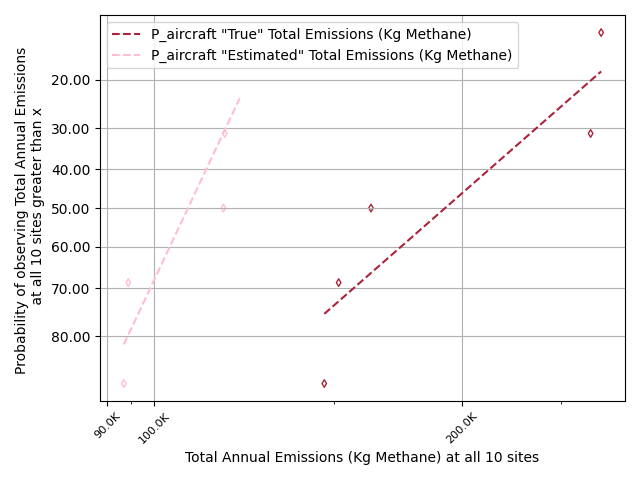 P_aircraft "True" Total Emissions (Kg Methane)
P_aircraft "Estimated" Total Emissions (Kg Methane)
Probability of observing Total Annual Emissions
at all 10 sites greater than x
20.00
30.00
40.00
50.00
60.00
70.00
80.00
90.0K
100.0K
200.0K
Total Annual Emissions (Kg Methane) at all 10 sites